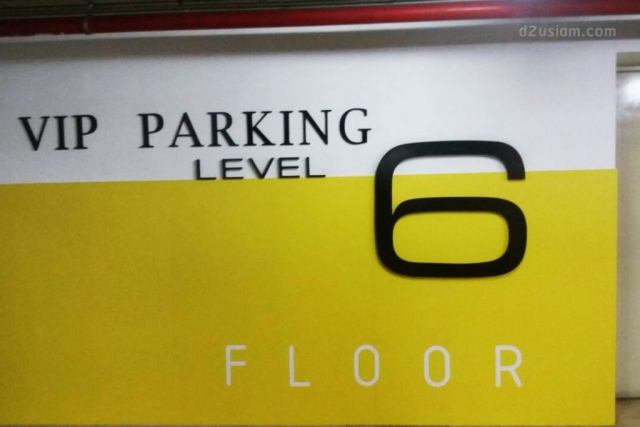 d2usiam.com
VIP PARKING
LEVEL
6
FLOOR